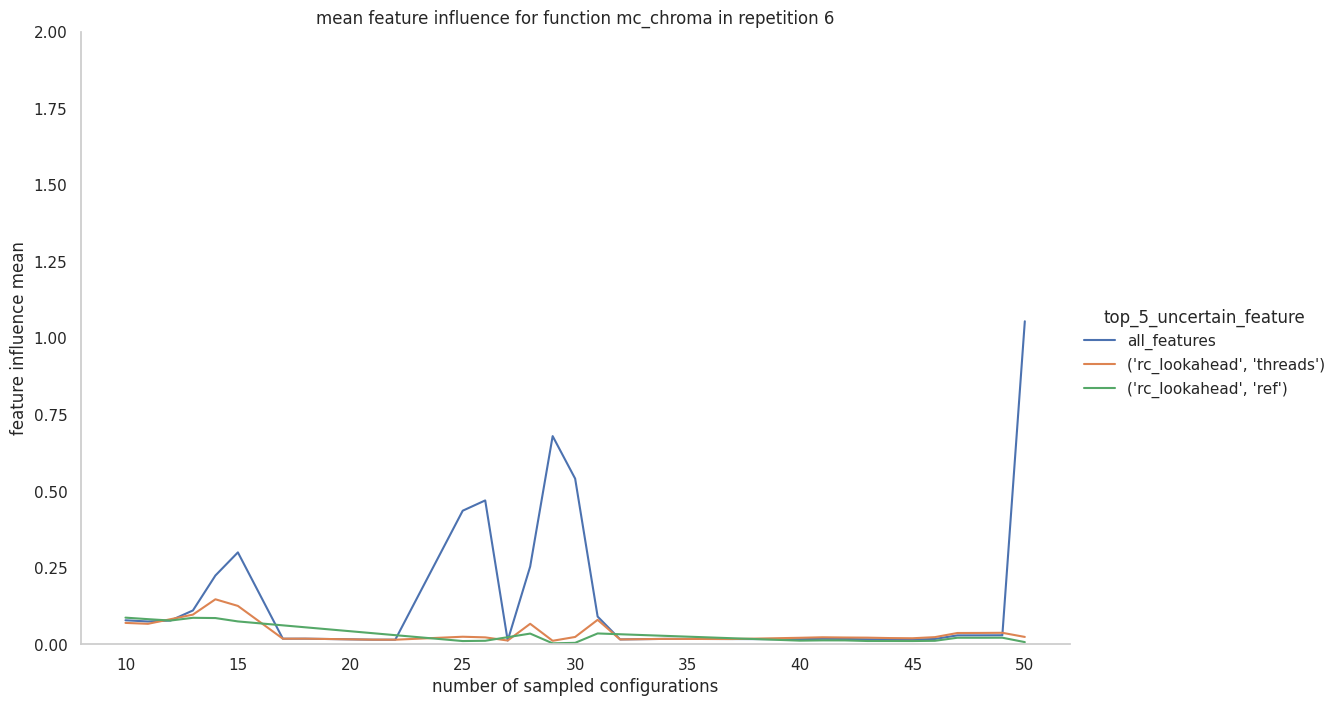 mean feature influence for function mc_chroma in repetition 6
feature influence mean
2.00
1.75
1.50
1.25
1.00
0.75
0.50
0.25
0.00
10 15 20 25 30 35 40 45 50
number of sampled configurations
top_5_uncertain_feature
all_features
('rc_lookahead', 'threads')
('rc_lookahead', 'ref')